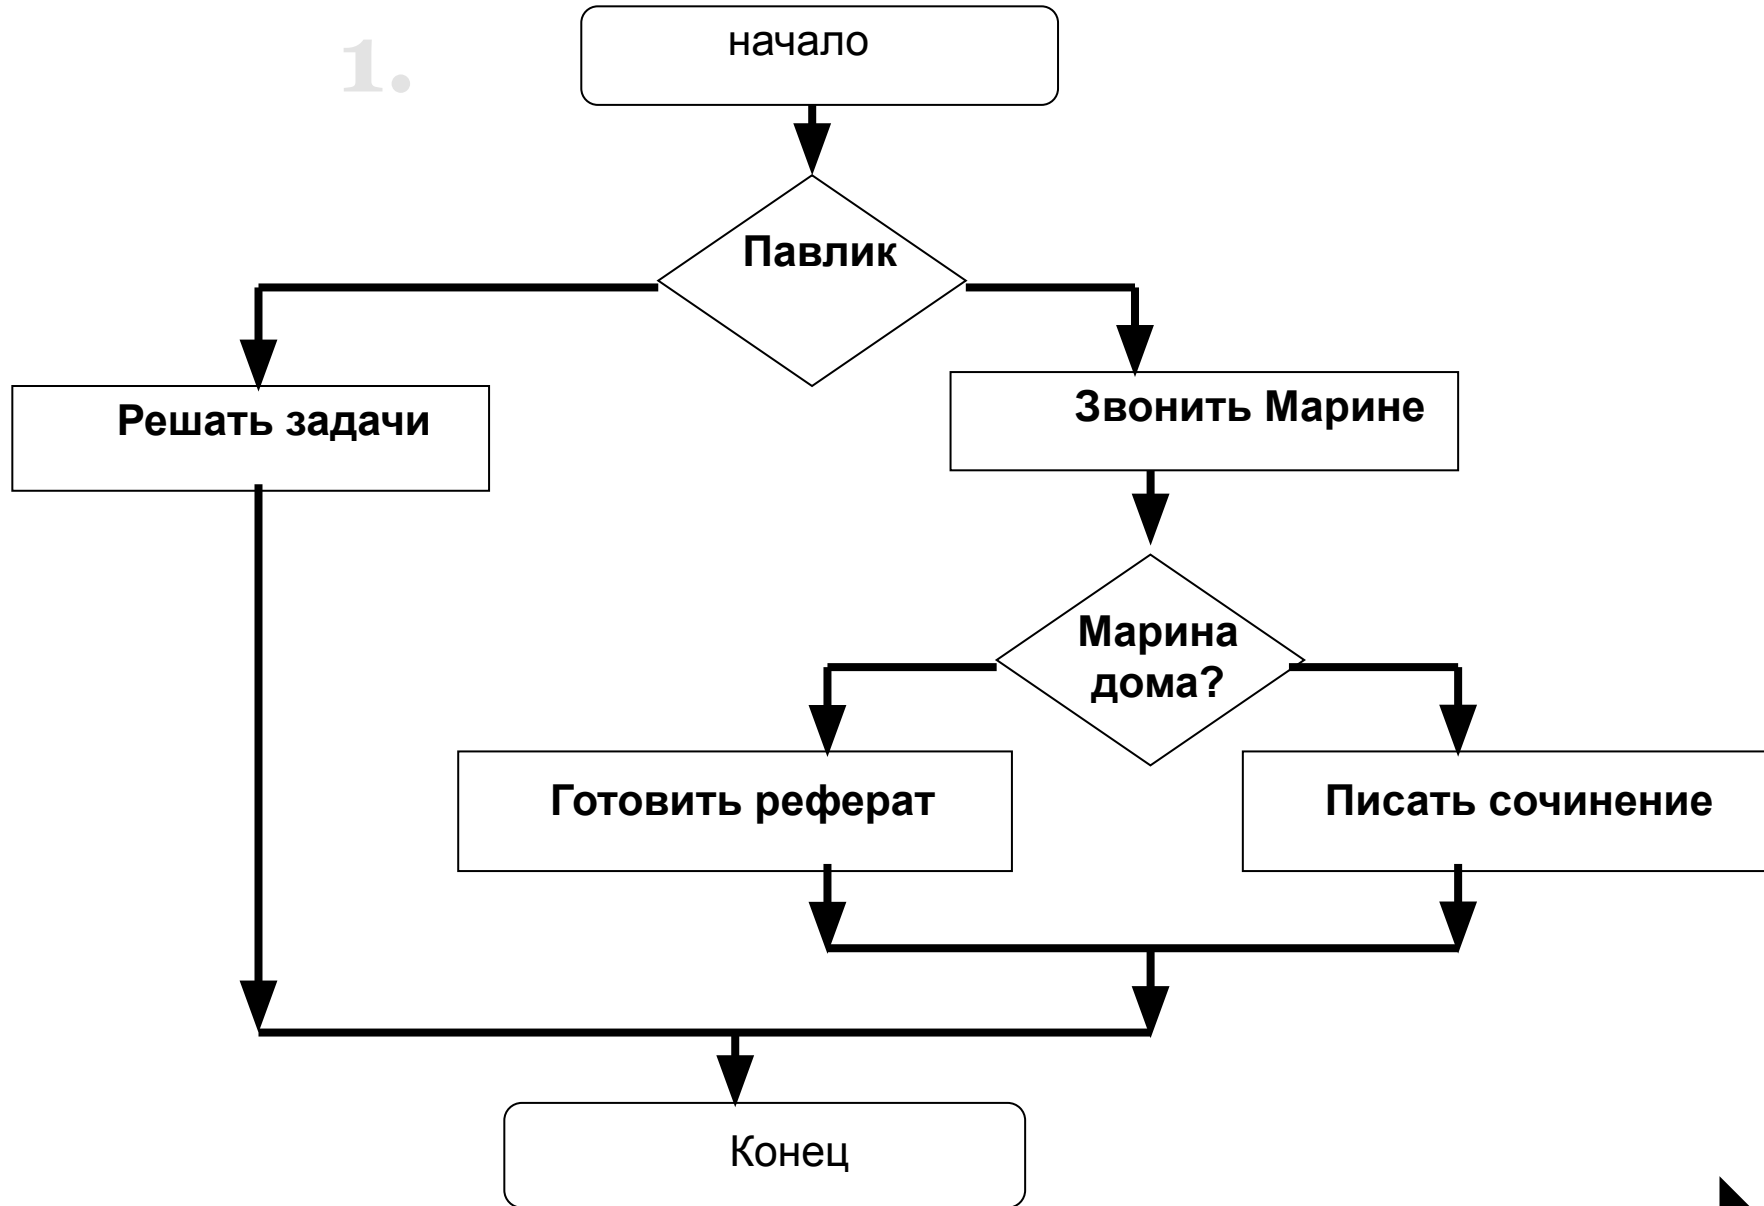 1.
начало
Павлик
Решать задачи
Звонить Марине
Марина
дома?
Готовить реферат
Писать сочинение
Конец